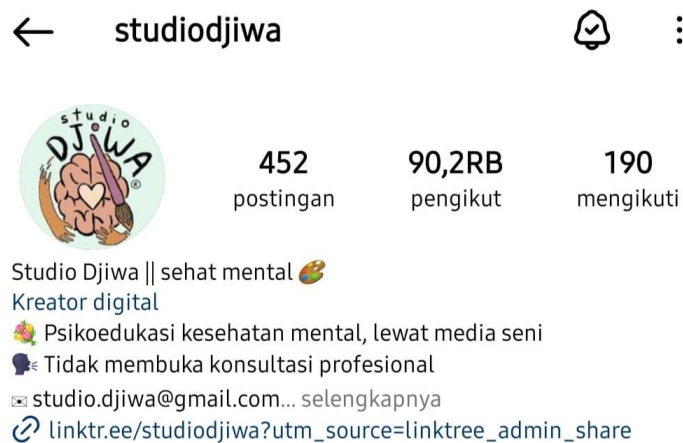 studiodjiwa
studio
DJiWA
®
452 90,2RB 190
postingan pengikut mengikuti
Studio Djiwa || sehat mental 🎨
Kreator digital
💐 Psikoedukasi kesehatan mental, lewat media seni
🗣️ Tidak membuka konsultasi profesional
✉️ studio.djiwa@gmail.com... selengkapnya
linktr.ee/studiodjiwa?utm_source=linktree_admin_share